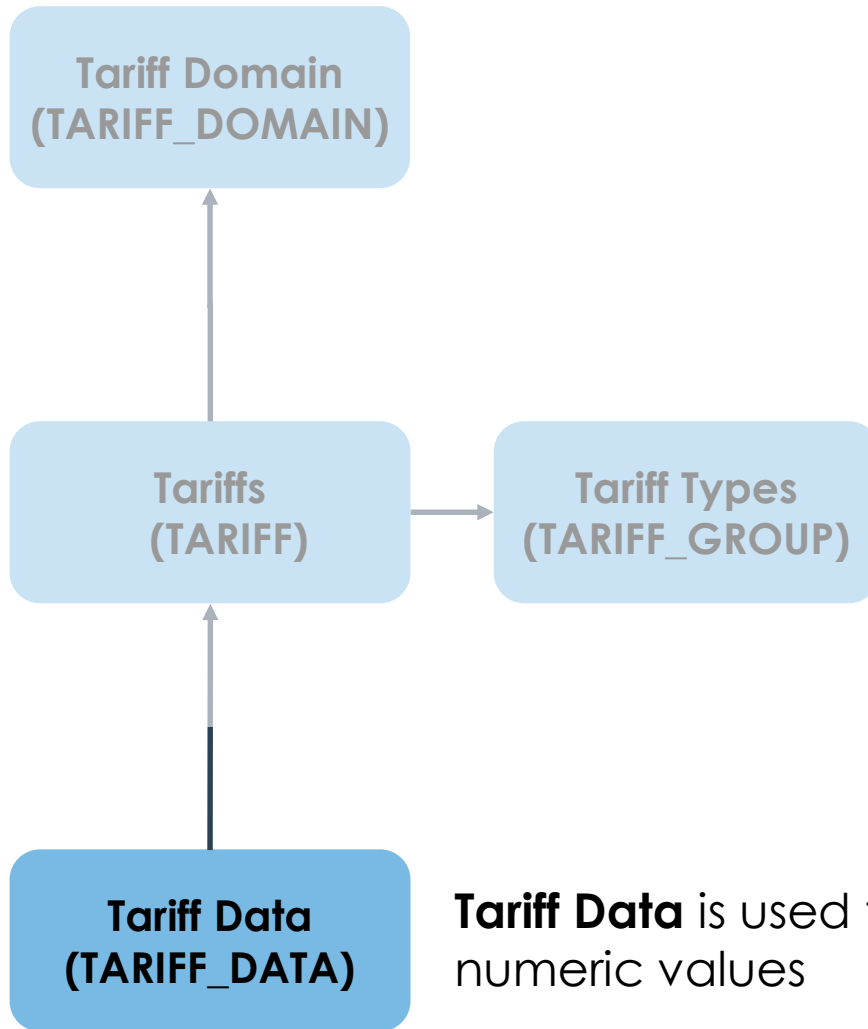 Tariff Domain
(TARIFF_DOMAIN)
Tariffs
(TARIFF)
Tariff Types
(TARIFF_GROUP)
Tariff Data
(TARIFF_DATA)
Tariff Data is used
numeric values